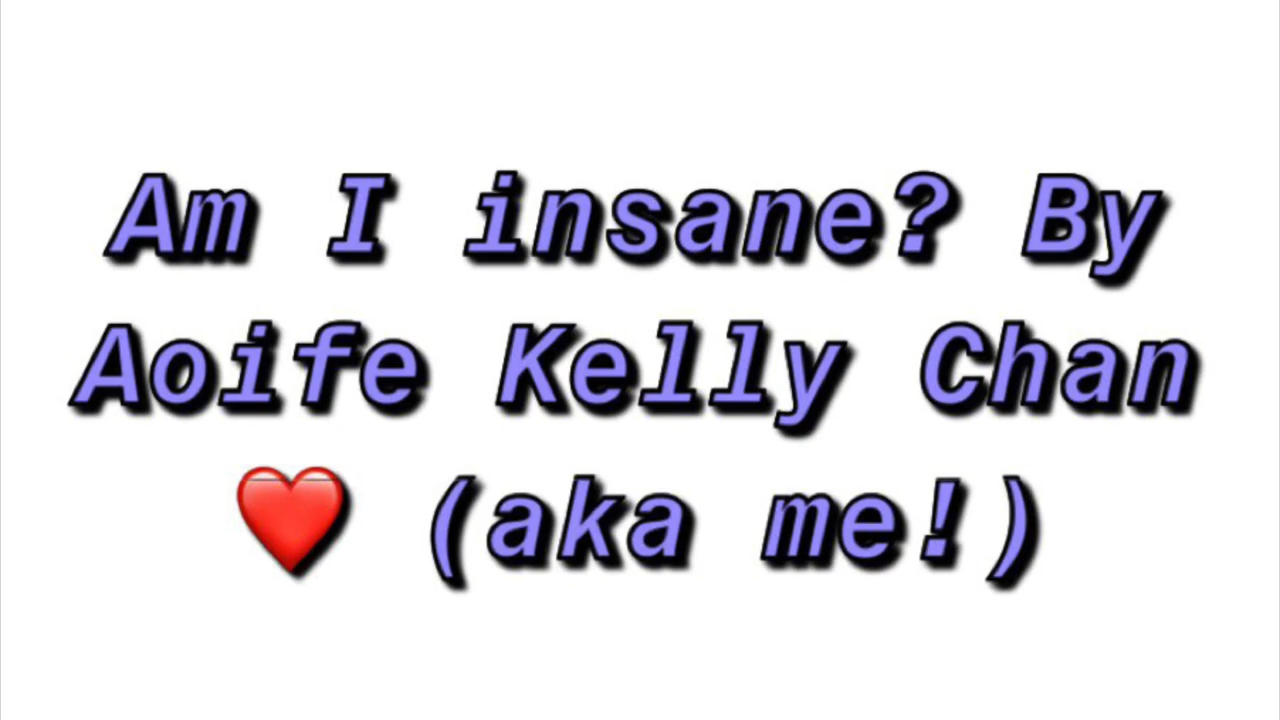 Am I insane? By
Aoife Kelly Chan
❤️ (aka me!)